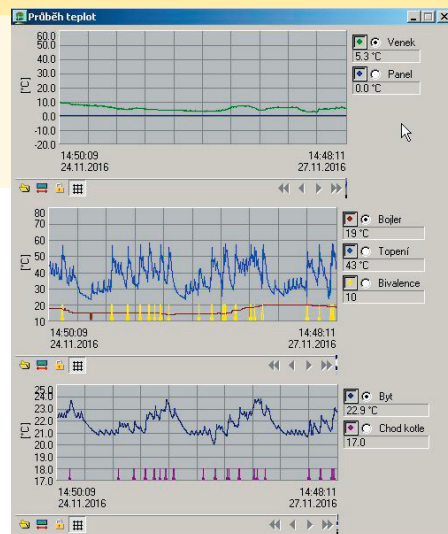 Průběh teplot
60.0
50.0
40.0
30.0
20.0
10.0
0.0
-10.0
-20.0
[°C]
14:50:09
24.11.2016
14:48:11
27.11.2016
Venek
5.3 °C
Panel
0.0 °C
80
70
60
50
40
30
20
10
[°C]
14:50:09
24.11.2016
14:48:11
27.11.2016
Bojler
19 °C
Topení
43 °C
Bivalence
10
25.0
24.0
23.0
22.0
21.0
20.0
19.0
18.0
17.0
[°C]
14:50:09
24.11.2016
14:48:11
27.11.2016
Byt
22.9 °C
Chod kotle
17.0